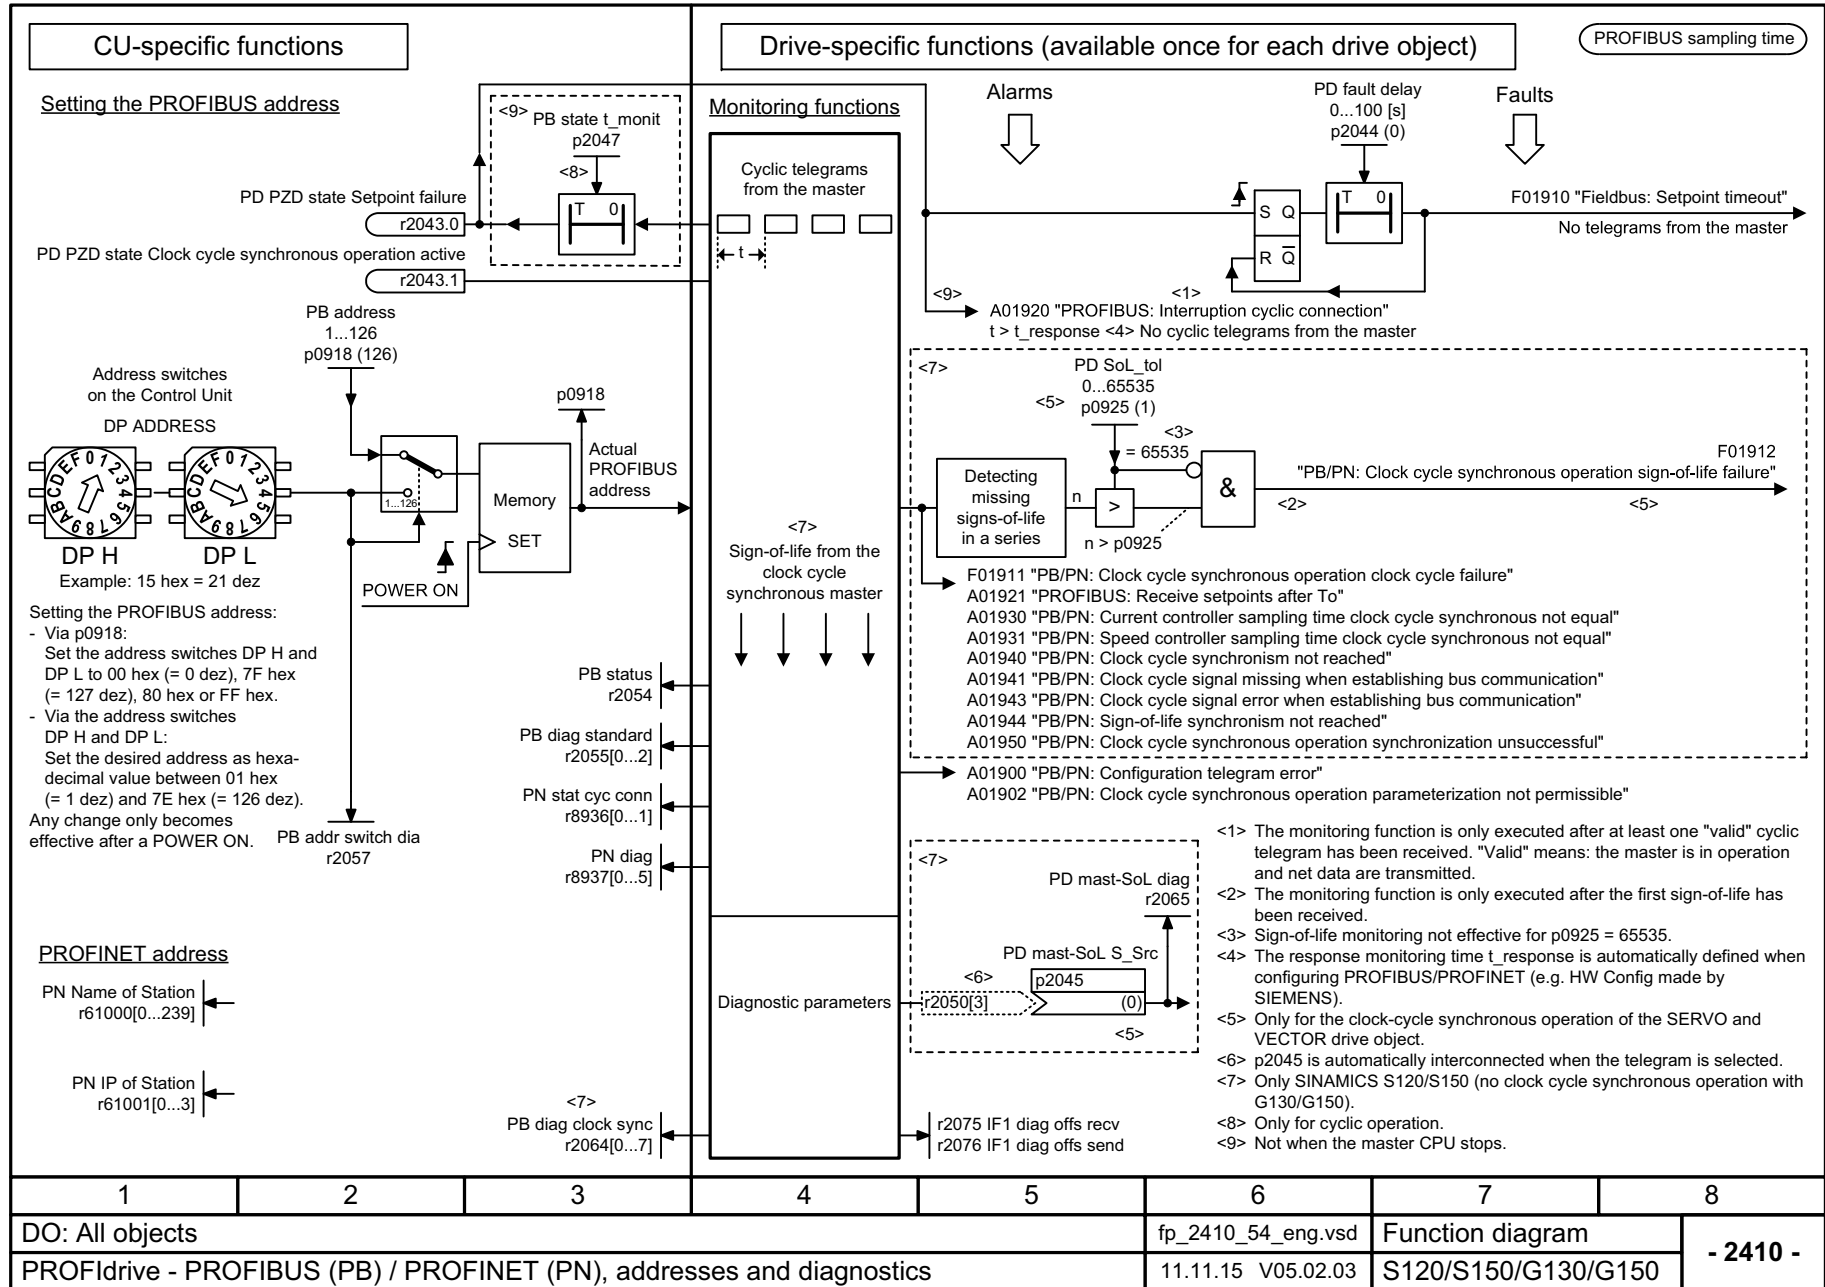 CU-specific functions
Drive-specific functions (available once for each drive object)
PROFIBUS sampling time
Setting the PROFIBUS address
<9> PB state t_monit
p2047
<8>
T 0
PD PZD state Setpoint failure
r2043.0
PD PZD state Clock cycle synchronous operation active
r2043.1
PB address
1...126
p0918 (126)
Address switches
on the Control Unit
DP ADDRESS
0 1 2 3 4 5 6 7 8 9 A B C D E F
0 1 2 3 4 5 6 7 8 9 A B C D E F
DP H
DP L
Example: 15 hex = 21 dez
1...126
p0918
Memory
SET
POWER ON
Actual
PROFIBUS
address
Setting the PROFIBUS address:
- Via p0918:
Set the address switches DP H and
DP L to 00 hex (= 0 dez), 7F hex
(= 127 dez), 80 hex or FF hex.
- Via the address switches
DP H and DP L:
Set the desired address as hexa-
decimal value between 01 hex
(= 1 dez) and 7E hex (= 126 dez).
Any change only becomes
effective after a POWER ON.
PB addr switch dia
r2057
PB status
r2054
PB diag standard
r2055[0...2]
PN stat cyc conn
r8936[0...1]
PN diag
r8937[0...5]
PROFINET address
PN Name of Station
r61000[0...239]
PN IP of Station
r61001[0...3]
<7>
PB diag clock sync
r2064[0...7]
Monitoring functions
Cyclic telegrams
from the master
t
<7>
Sign-of-life from the
clock cycle
synchronous master
Diagnostic parameters
Alarms
PD fault delay
0...100 [s]
p2044 (0)
Faults
S Q
R Q̅
T 0
F01910 "Fieldbus: Setpoint timeout"
No telegrams from the master
<9>
<1>
A01920 "PROFIBUS: Interruption cyclic connection"
t > t_response <4> No cyclic telegrams from the master
<7>
PD SoL_tol
0...65535
<5> p0925 (1)
<3>
= 65535
Detecting
missing
signs-of-life
in a series
n
>
n > p0925
&
<2>
F01912
"PB/PN: Clock cycle synchronous operation sign-of-life failure"
<5>
F01911 "PB/PN: Clock cycle synchronous operation clock cycle failure"
A01921 "PROFIBUS: Receive setpoints after To"
A01930 "PB/PN: Current controller sampling time clock cycle synchronous not equal"
A01931 "PB/PN: Speed controller sampling time clock cycle synchronous not equal"
A01940 "PB/PN: Clock cycle synchronism not reached"
A01941 "PB/PN: Clock cycle signal missing when establishing bus communication"
A01943 "PB/PN: Clock cycle signal error when establishing bus communication"
A01944 "PB/PN: Sign-of-life synchronism not reached"
A01950 "PB/PN: Clock cycle synchronous operation synchronization unsuccessful"
A01900 "PB/PN: Configuration telegram error"
A01902 "PB/PN: Clock cycle synchronous operation parameterization not permissible"
<7>
PD mast-SoL diag
r2065
PD mast-SoL S_Src
<6>
p2045
r2050[3]
(0)
<5>
r2075 IF1 diag offs recv
r2076 IF1 diag offs send
<1> The monitoring function is only executed after at least one "valid" cyclic
telegram has been received. "Valid" means: the master is in operation
and net data are transmitted.
<2> The monitoring function is only executed after the first sign-of-life has
been received.
<3> Sign-of-life monitoring not effective for p0925 = 65535.
<4> The response monitoring time t_response is automatically defined when
configuring PROFIBUS/PROFINET (e.g. HW Config made by
SIEMENS).
<5> Only for the clock-cycle synchronous operation of the SERVO and
VECTOR drive object.
<6> p2045 is automatically interconnected when the telegram is selected.
<7> Only SINAMICS S120/S150 (no clock cycle synchronous operation with
G130/G150).
<8> Only for cyclic operation.
<9> Not when the master CPU stops.
1 2 3 4 5 6 7 8
DO: All objects
fp_2410_54_eng.vsd
Function diagram
- 2410 -
PROFIdrive - PROFIBUS (PB) / PROFINET (PN), addresses and diagnostics
11.11.15 V05.02.03
S120/S150/G130/G150